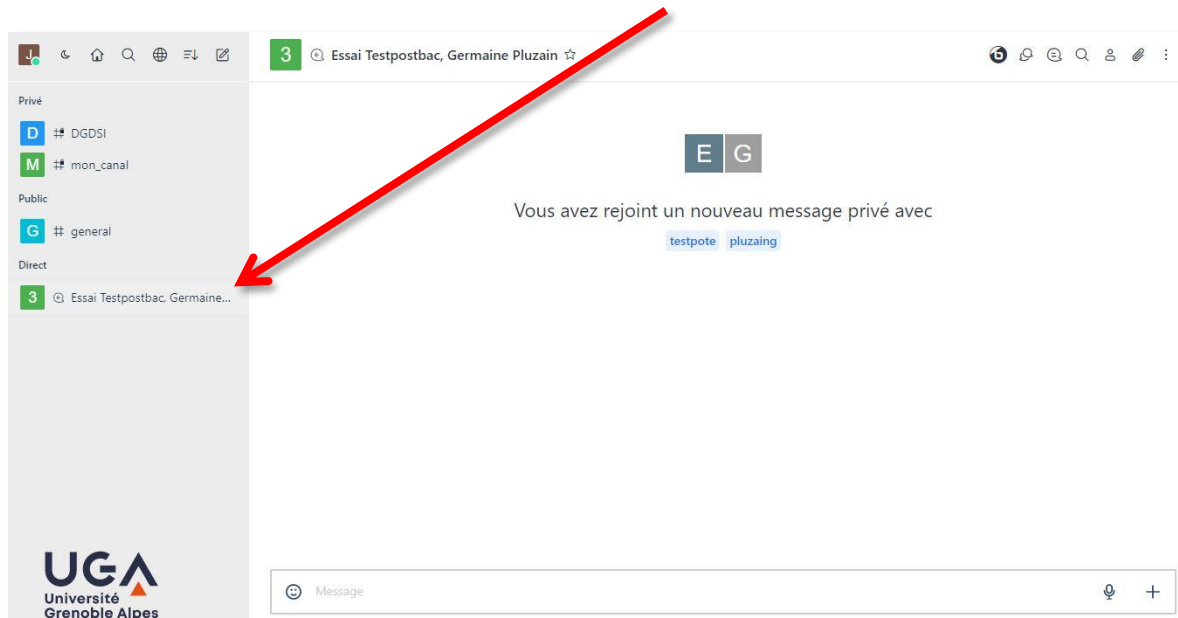 J
3 Essai Testpostbac, Germaine Pluzain
Privé
D # DGDSI
M # mon_canal
Public
G # general
Direct
3 Essai Testpostbac, Germaine...
E G
Vous avez rejoint un nouveau message privé avec
testpote pluzaing
Message
UGA
Université
Grenoble Alpes